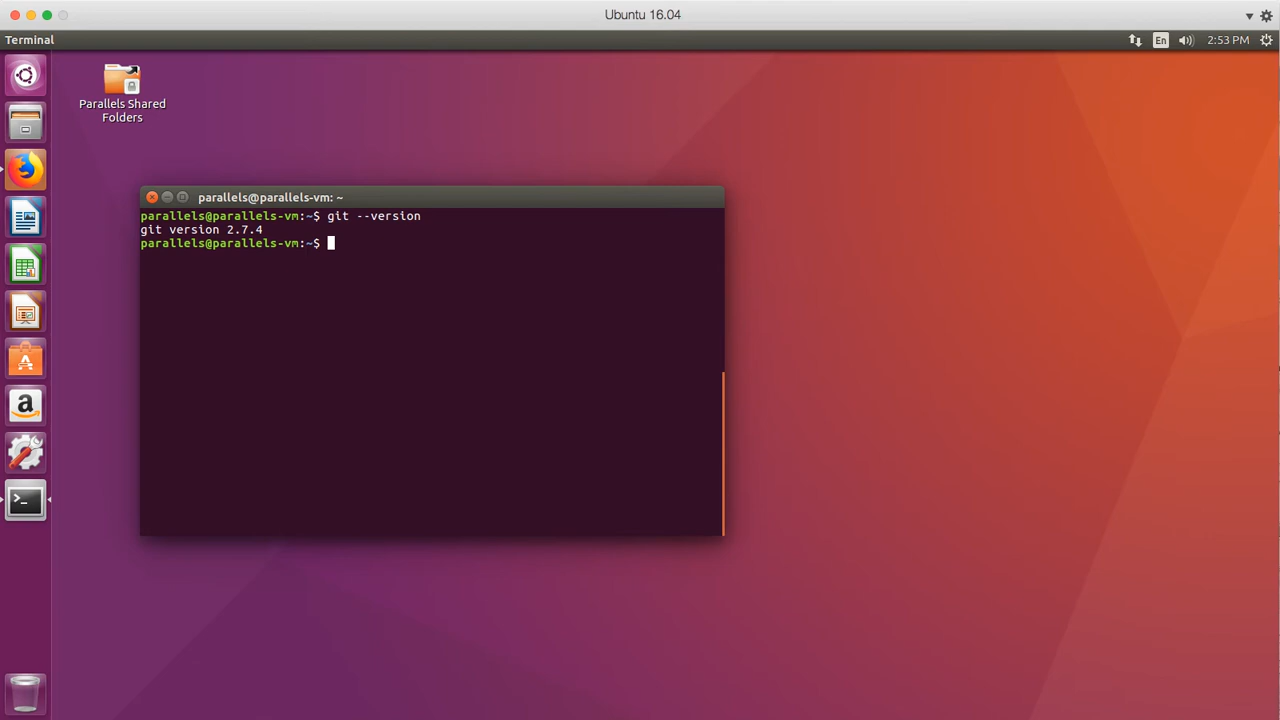 Ubuntu 16.04
Terminal
En
2:53 PM
Parallels Shared
Folders
parallels@parallels-vm: ~
parallels@parallels-vm:~$ git --version
git version 2.7.4
parallels@parallels-vm:~$